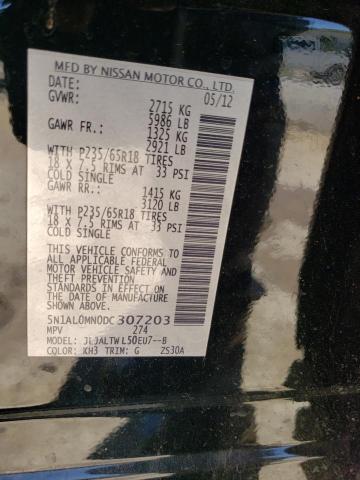 MFD BY NISSAN MOTOR CO., LTD.
DATE: 05/12
GVWR: 2715 KG
5986 LB
GAWR FR.: 1325 KG
2921 LB
WITH P235/65R18 TIRES
18 X 7.5 RIMS AT 33 PSI
COLD SINGLE
GAWR RR.: 1415 KG
3120 LB
WITH P235/65R18 TIRES
18 X 7.5 RIMS AT 33 PSI
COLD SINGLE
THIS VEHICLE CONFORMS TO
ALL APPLICABLE FEDERAL
MOTOR VEHICLE SAFETY
AND THEFT PREVENTION
STANDARDS IN EFFECT ON THE
DATE OF MANUFACTURE SHOWN ABOVE
5N1AL0MN0DC307203
MPV 274
MODEL:
COLOR: KH3 TRIM: G ZS30A